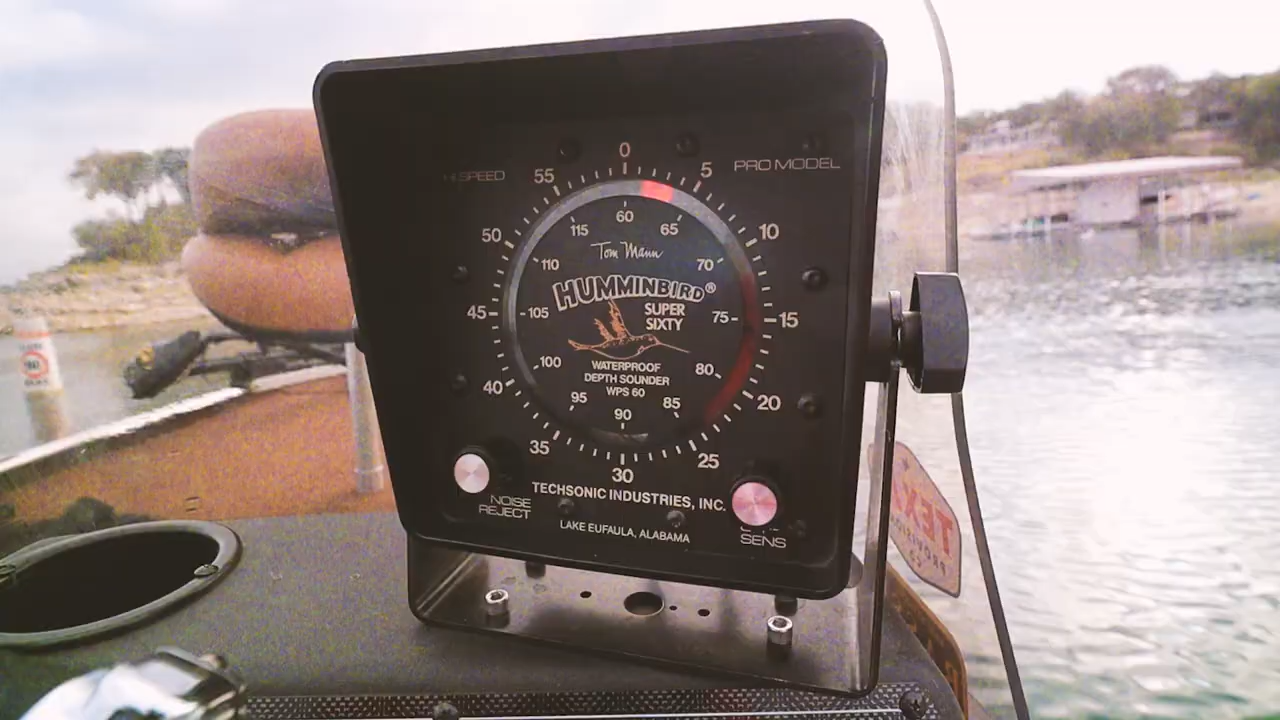 HI SPEED
PRO MODEL
0
5
10
15
20
25
30
35
40
45
50
55
60
65
70
75
80
85
90
95
100
105
110
115
Tom Mann
HUMMINBIRD®
SUPER
SIXTY
WATERPROOF
DEPTH SOUNDER
WPS 60
TECHSONIC INDUSTRIES, INC.
LAKE EUFAULA, ALABAMA
NOISE
REJECT
SENS
TEXA